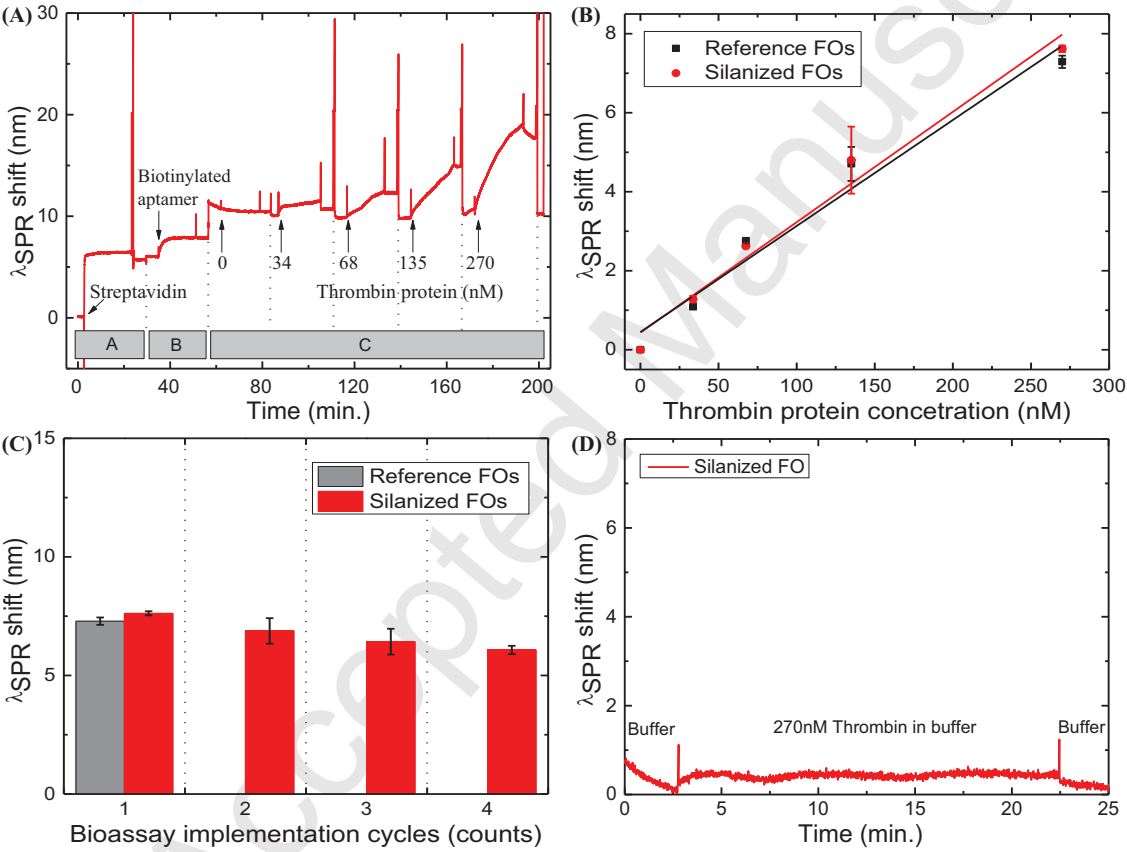 (A)
30
20
10
0
λSPR shift (nm)
Biotinylated
aptamer
Streptavidin
0 34 68 135 270
Thrombin protein (nM)
A B C
0 40 80 120 160 200
Time (min.)
(B)
8
6
4
2
0
λSPR shift (nm)
Reference FOs
Silanized FOs
0 50 100 150 200 250 300
Thrombin protein concetration (nM)
(C)
15
10
5
0
λSPR shift (nm)
Reference FOs
Silanized FOs
1 2 3 4
Bioassay implementation cycles (counts)
(D)
8
6
4
2
0
λSPR shift (nm)
Silanized FO
Buffer 270nM Thrombin in buffer Buffer
0 5 10 15 20 25
Time (min.)
Accepted Manus